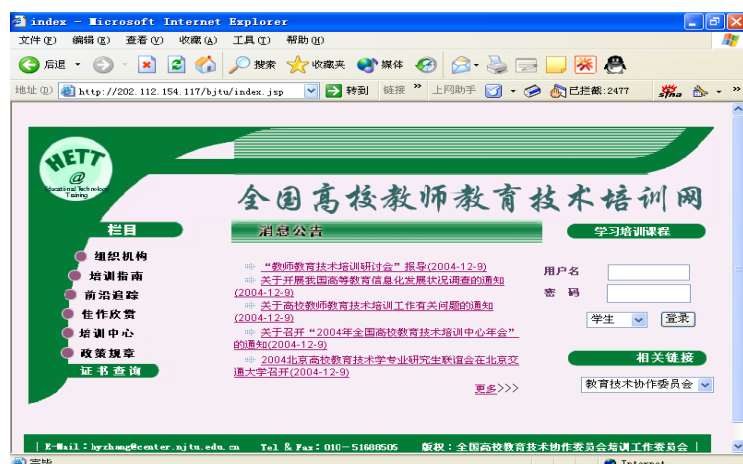 index - Microsoft Internet Explorer
文件(F) 编辑(E) 查看(V) 收藏(A) 工具(T) 帮助(H)
后退 搜索 收藏夹 媒体
地址(D) http://202.112.154.117/bjtu/index.jsp 转到 链接 » 上网助手 已拦截:2477 sina »
HETT
@
Educational Technology
Training
全国高校教师教育技术培训网
栏目
组织机构
培训指南
前沿追踪
佳作欣赏
培训中心
政策规章
证书查询
消息公告
“教师教育技术培训研讨会”报导(2004-12-9)
关于开展我国高等教育信息化发展状况调查的通知
(2004-12-9)
关于高校教师教育技术培训工作有关问题的通知
(2004-12-9)
关于召开“2004年全国高校教育技术培训中心年会”
的通知(2004-12-9)
2004北京高校教育技术学专业研究生联谊会在北京交
通大学召开(2004-12-9)
更多>>>
学习培训课程
用户名
密 码
学生 登录
相关链接
教育技术协作委员会
| E-Mail:hyzhang@center.njtu.edu.cn Tel & Fax:010-51688505 版权:全国高校教育技术协作委员会培训工作委员会 |
完毕 Internet